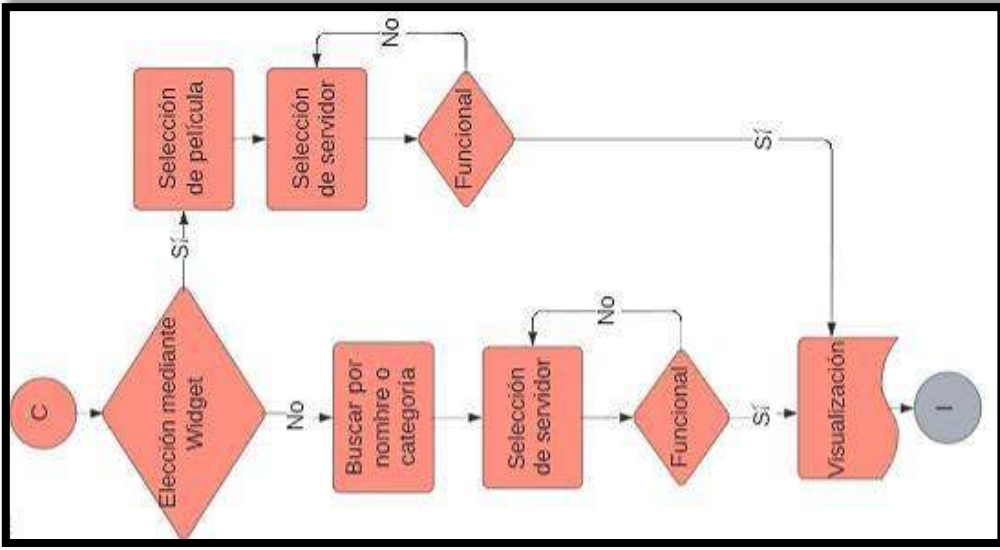 C
Elección mediante
Widget
Sí
Selección
de película
Selección
de servidor
No
Funcional
Sí
No
Buscar por
nombre o
categoría
Selección
de servidor
No
Funcional
Sí
Visualización
I